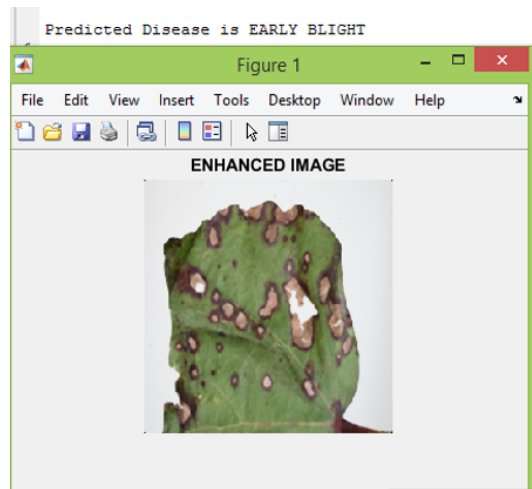 Predicted Disease is EARLY BLIGHT
Figure 1
File Edit View Insert Tools Desktop Window Help
ENHANCED IMAGE